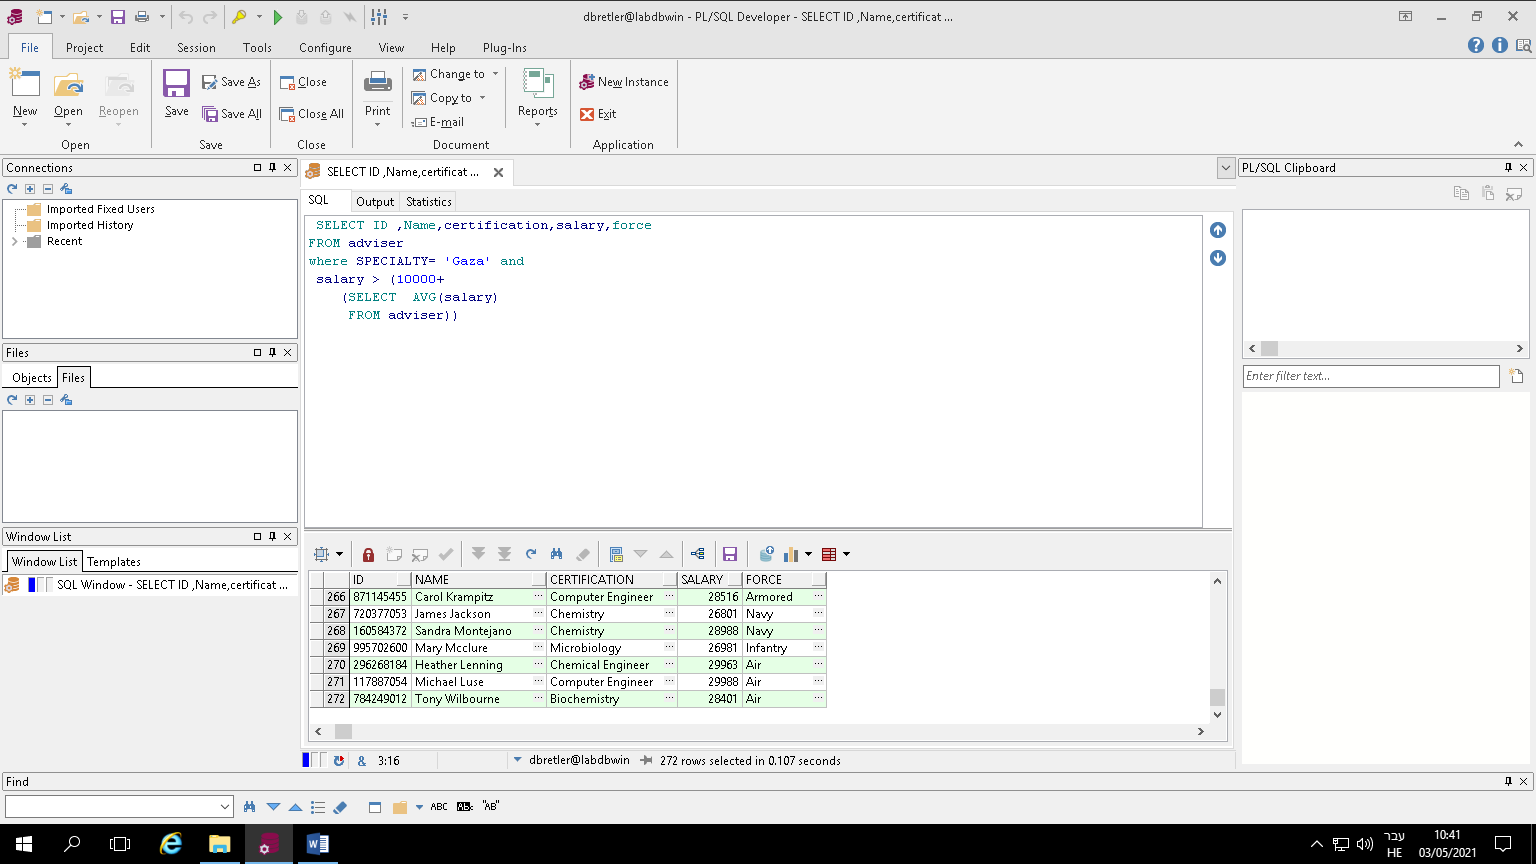 dbretler@labdbwin - PL/SQL Developer - SELECT ID ,Name,certificat ...
File Project Edit Session Tools Configure View Help Plug-Ins
New Open Reopen Save Save As Save All Close Close All Print Change to Copy to E-mail Reports New Instance Exit
Open Save Close Document Application
Connections
Imported Fixed Users
Imported History
Recent
Files
Objects Files
Window List
Window List Templates
SQL Window - SELECT ID ,Name,certificat ...
SELECT ID ,Name,certificat ...
SQL Output Statistics
SELECT ID ,Name,certification,salary,force
FROM adviser
where SPECIALTY= 'Gaza' and
salary > (10000+
(SELECT  AVG(salary)
FROM adviser))
ID NAME CERTIFICATION SALARY FORCE
266 871145455 Carol Krampitz ... Computer Engineer ... 28516 Armored ...
267 720377053 James Jackson ... Chemistry ... 26801 Navy ...
268 160584372 Sandra Montejano ... Chemistry ... 28988 Navy ...
269 995702600 Mary Mcclure ... Microbiology ... 26981 Infantry ...
270 296268184 Heather Lenning ... Chemical Engineer ... 29963 Air ...
271 117887054 Michael Luse ... Computer Engineer ... 29988 Air ...
272 784249012 Tony Wilbourne ... Biochemistry ... 28401 Air ...
& 3:16 dbretler@labdbwin 272 rows selected in 0.107 seconds
PL/SQL Clipboard
Enter filter text...
Find
ABC AB "AB"
עבר
HE
10:41
03/05/2021